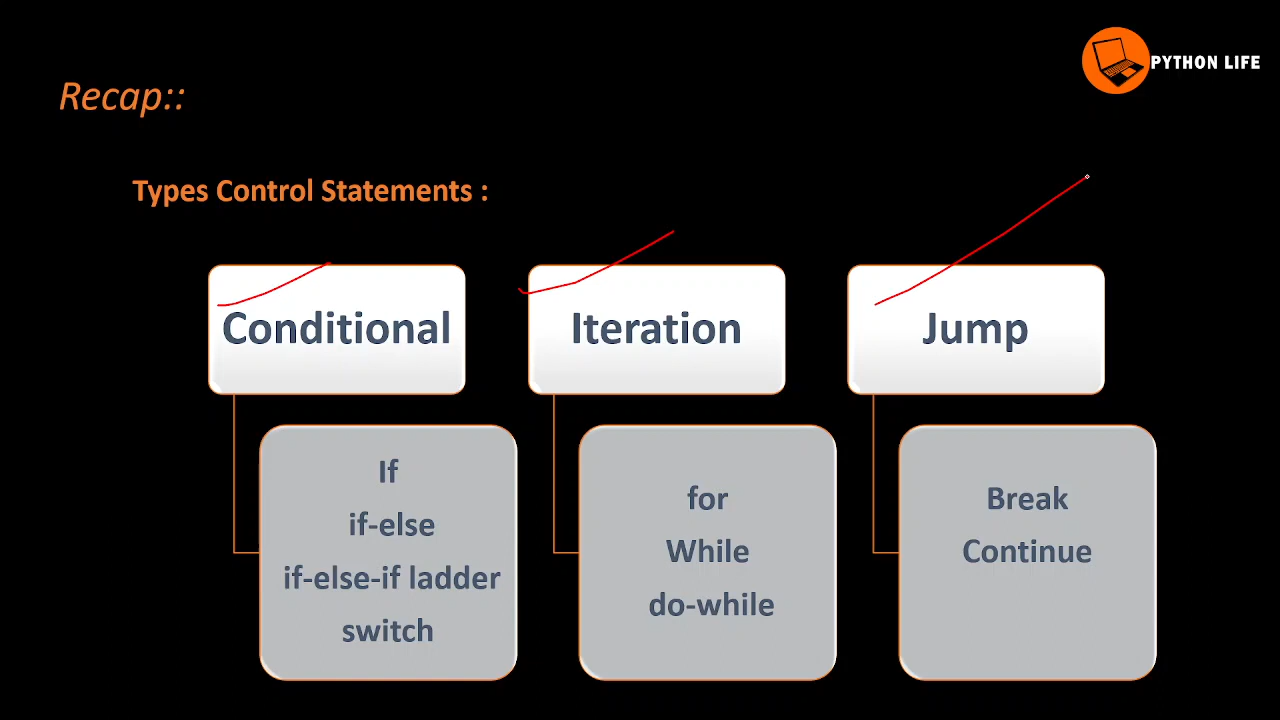 PYTHON LIFE
Recap::
Types Control Statements :
Conditional
If
if-else
if-else-if ladder
switch
Iteration
for
While
do-while
Jump
Break
Continue